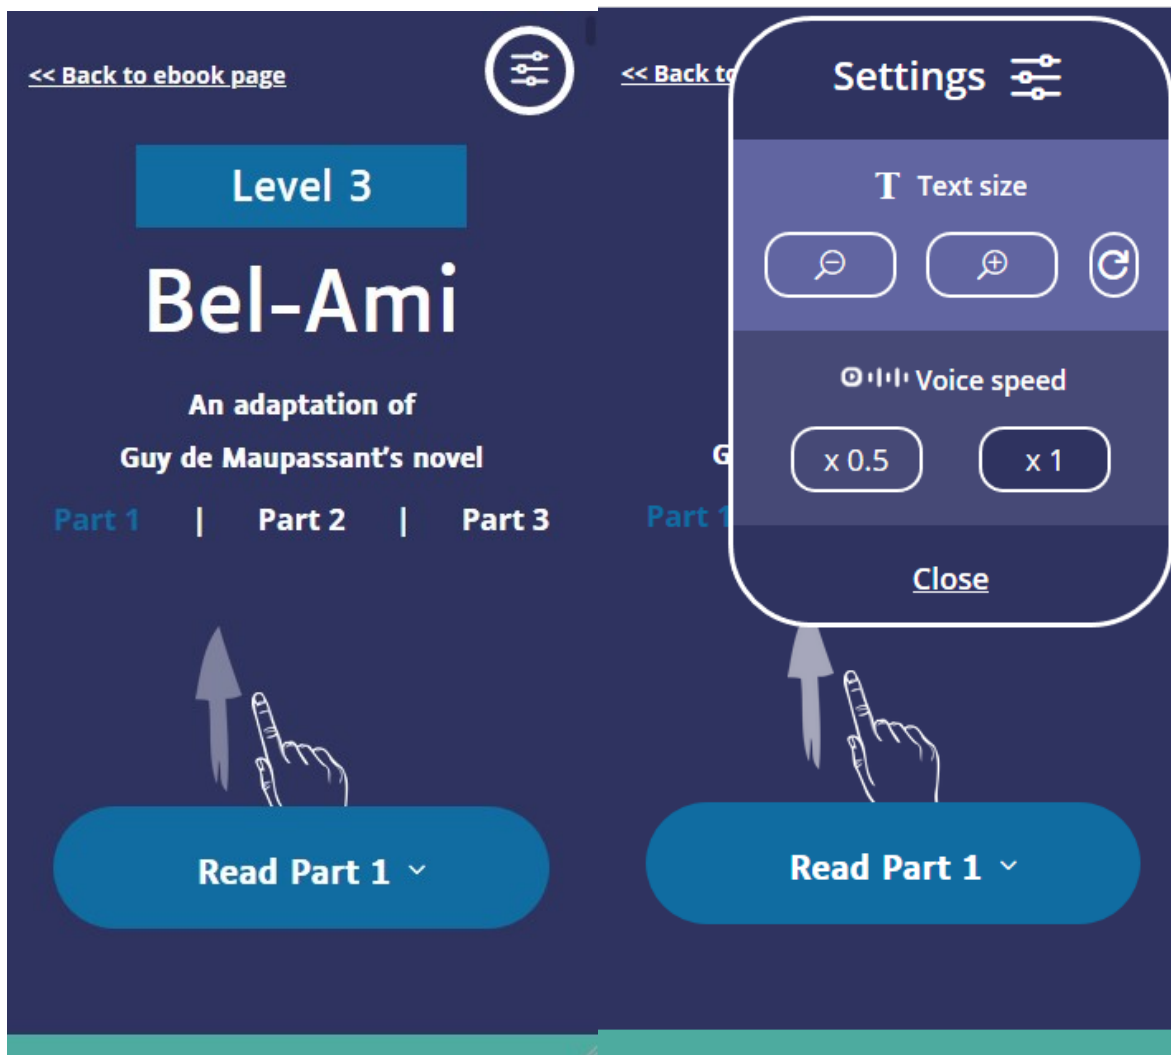 << Back to ebook page
Level 3
Bel-Ami
An adaptation of
Guy de Maupassant's novel
Part 1 | Part 2 | Part 3
Read Part 1
<< Back to
Settings
T Text size
Voice speed
x 0.5 x 1
G
Part 1
Close
Read Part 1